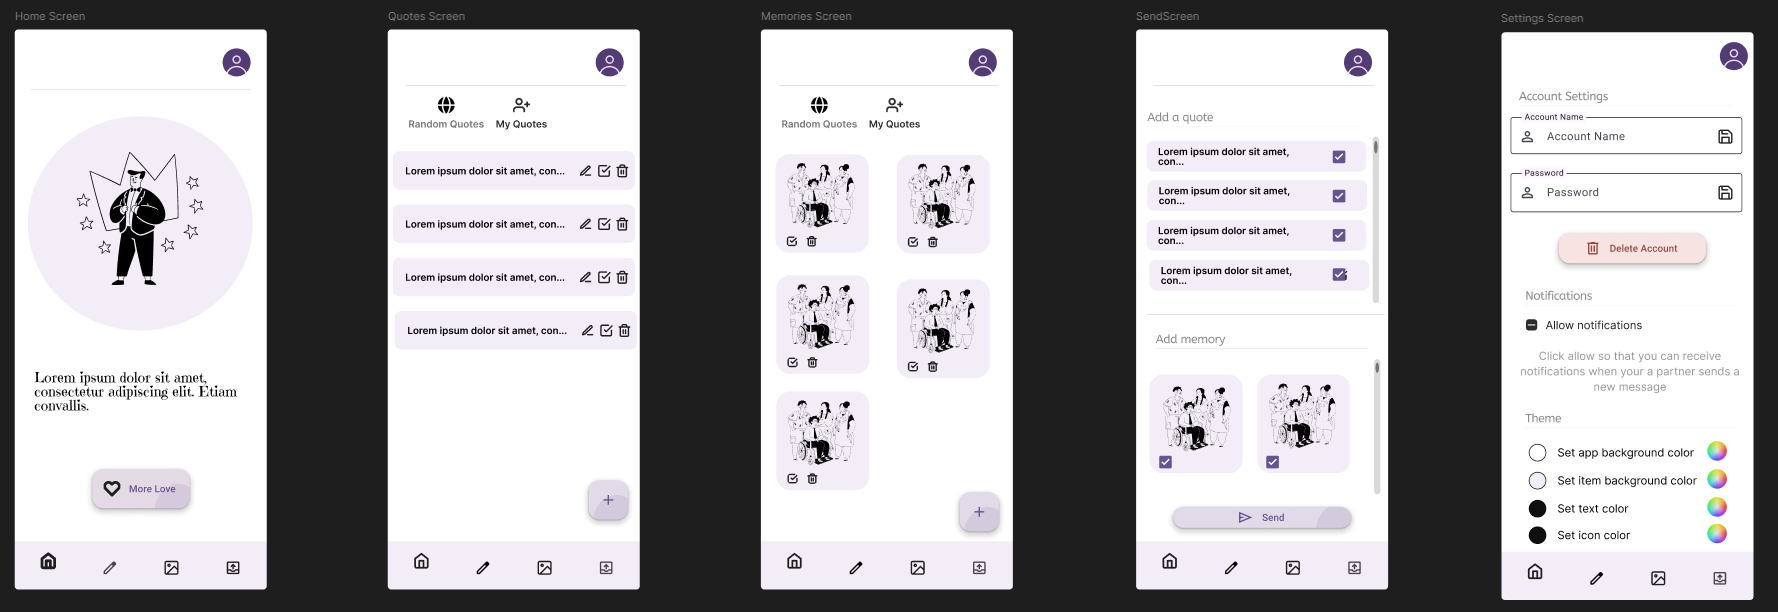 Home Screen
Lorem ipsum dolor sit amet,
consectetur adipiscing elit. Etiam
convallis.
More Love
Quotes Screen
Random Quotes
My Quotes
Lorem ipsum dolor sit amet, con...
Lorem ipsum dolor sit amet, con...
Lorem ipsum dolor sit amet, con...
Lorem ipsum dolor sit amet, con...
Memories Screen
Random Quotes
My Quotes
SendScreen
Add a quote
Lorem ipsum dolor sit amet,
con...
Lorem ipsum dolor sit amet,
con...
Lorem ipsum dolor sit amet,
con...
Lorem ipsum dolor sit amet,
con...
Add memory
Send
Settings Screen
Account Settings
Account Name
Account Name
Password
Password
Delete Account
Notifications
Allow notifications
Click allow so that you can receive
notifications when your a partner sends a
new message
Theme
Set app background color
Set item background color
Set text color
Set icon color